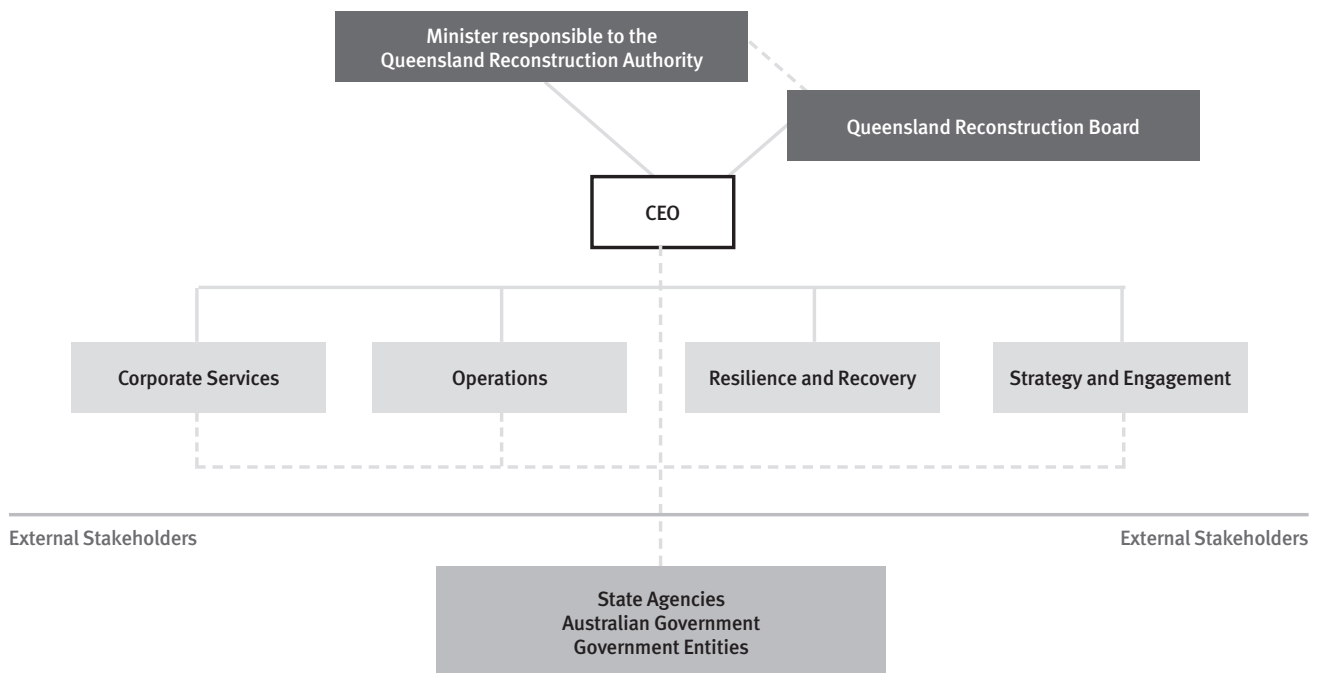 Minister responsible to the
Queensland Reconstruction Authority
Queensland Reconstruction Board
CEO
Corporate Services
Operations
Resilience and Recovery
Strategy and Engagement
External Stakeholders
External Stakeholders
State Agencies
Australian Government
Government Entities